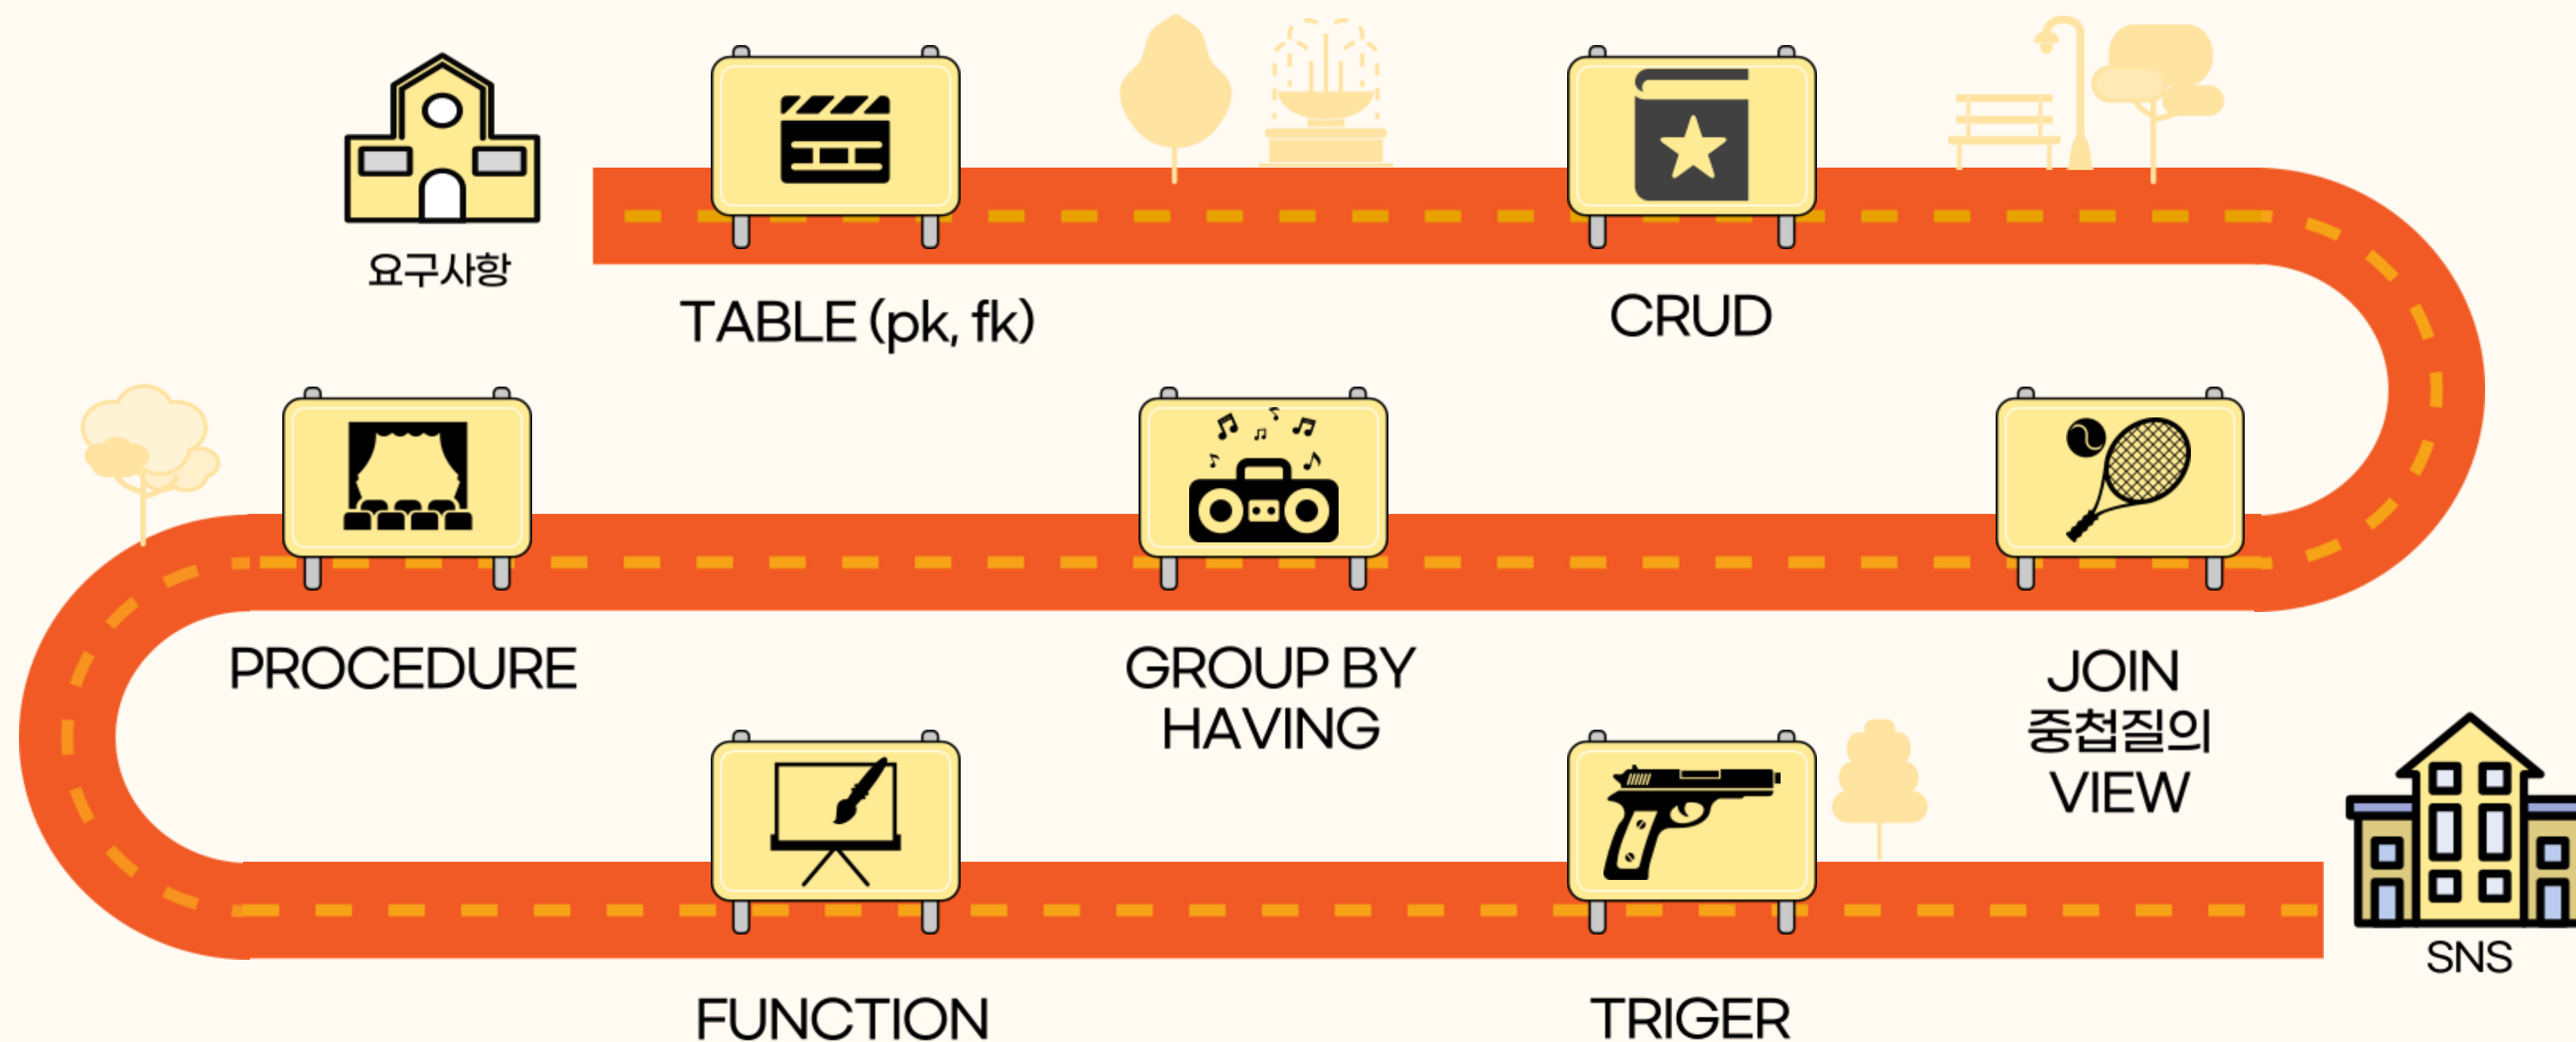 요구사항
TABLE (pk, fk)
CRUD
PROCEDURE
GROUP BY
HAVING
JOIN
중첩질의
VIEW
FUNCTION
TRIGER
SNS